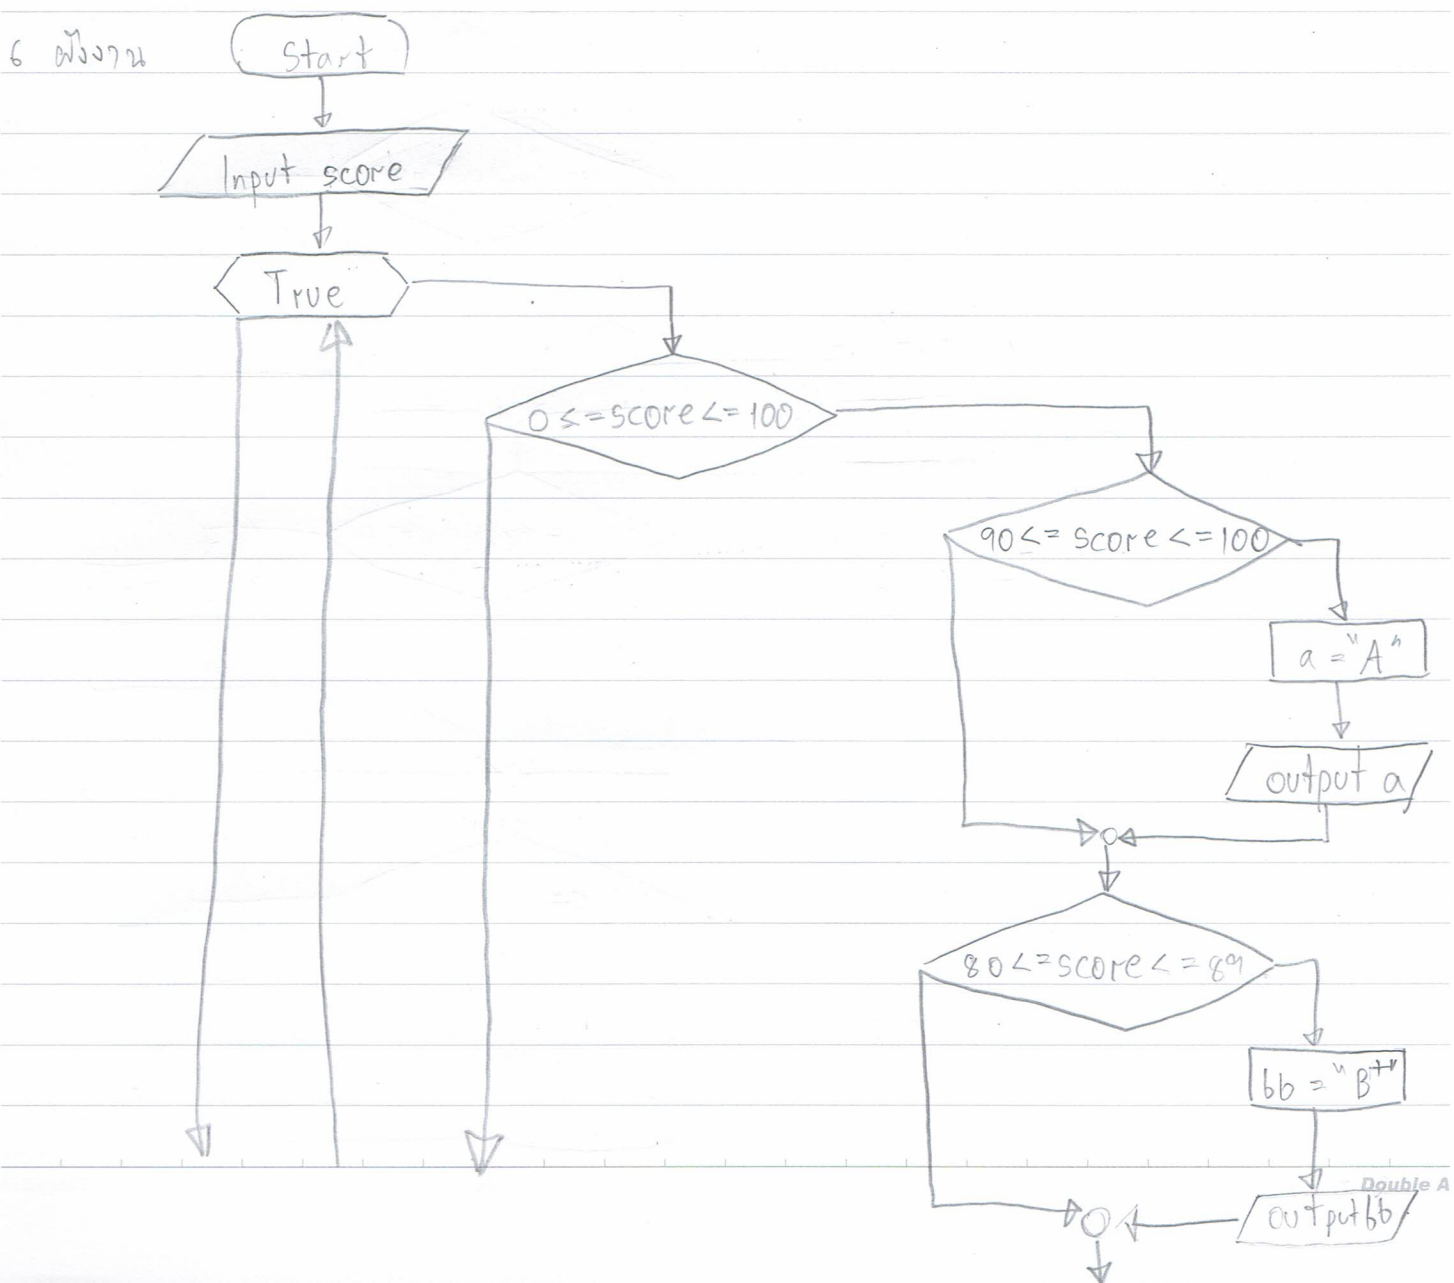 6 ผังงาน
Start
Input score
True
0 <= score <= 100
90 <= score <= 100
a = "A"
output a
80 <= score <= 89
bb = "B+"
Double A
output bb